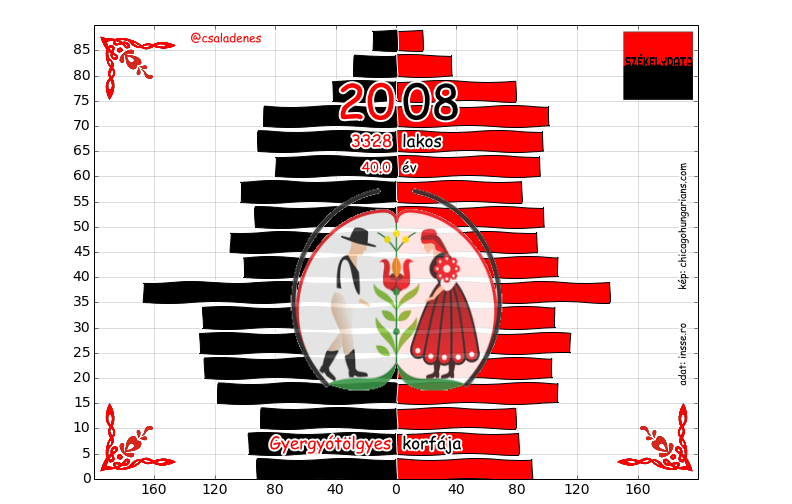 @csaladenes
SZÉKELYDATA
2008
3328 lakos
40.0 év
kép: chicagohungarians.com
adat: insse.ro
Gyergyótölgyes korfája
85
80
75
70
65
60
55
50
45
40
35
30
25
20
15
10
5
0
160 120 80 40 0 40 80 120 160